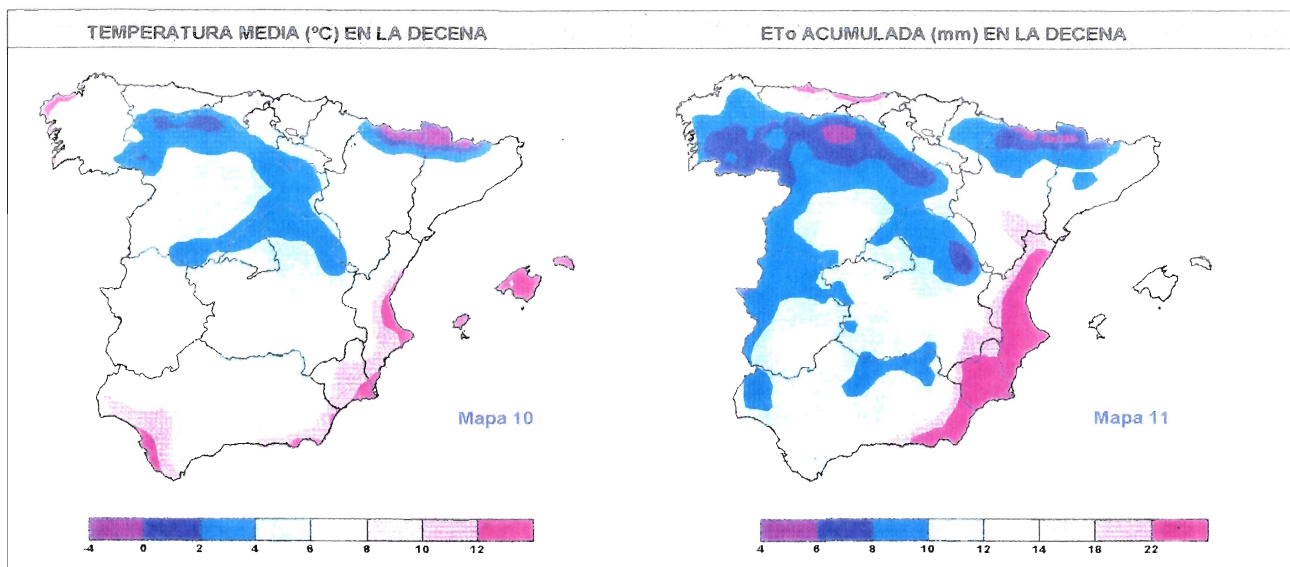 TEMPERATURA MEDIA (ºC) EN LA DECENA
ETo ACUMULADA (mm) EN LA DECENA
Mapa 10
Mapa 11
-4 0 2 4 6 8 10 12
4 6 8 10 12 14 18 22